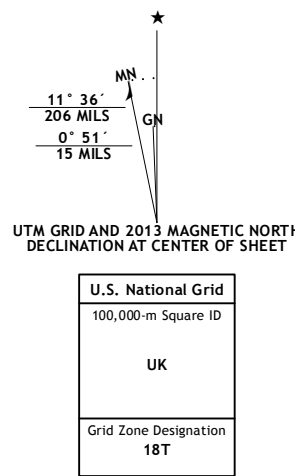 ★
MN
GN
11° 36´
206 MILS
0° 51´
15 MILS
UTM GRID AND 2013 MAGNETIC NORTH
DECLINATION AT CENTER OF SHEET
U.S. National Grid
100,000-m Square ID
UK
Grid Zone Designation
18T